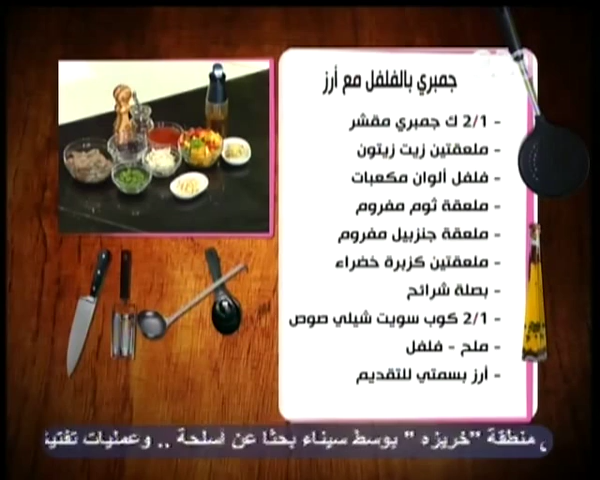 جمبري بالفلفل مع أرز
- 2/1 ك جمبري مقشر
- ملعقتين زيت زيتون
- فلفل ألوان مكعبات
- ملعقة ثوم مفروم
- ملعقة جنزبيل مفروم
- ملعقتين كزبرة خضراء
- بصلة شرائح
- 2/1 كوب سويت شيلي صوص
- ملح - فلفل
- أرز بسمتي للتقديم
منطقة "خريزه" بوسط سيناء بحثا عن أسلحة .. وعمليات